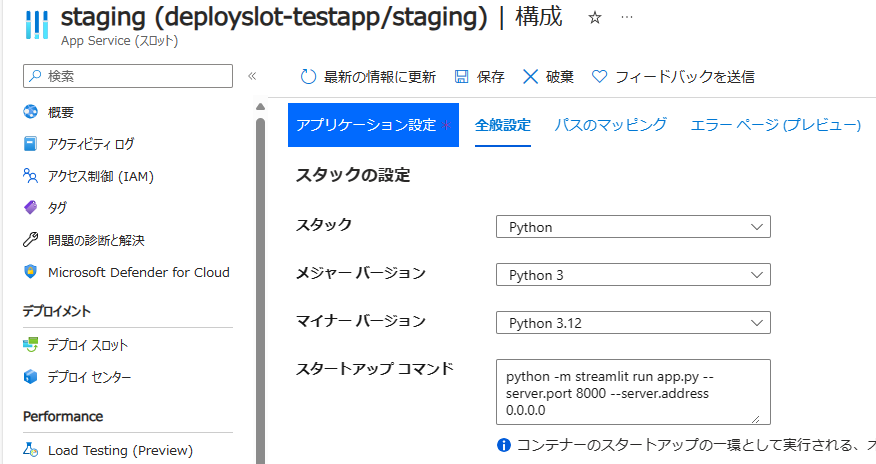 staging (deployslot-testapp/staging) | 構成 ☆ ···
App Service (スロット)
検索 «
最新の情報に更新 保存 破棄 フィードバックを送信
概要
アクティビティ ログ
アクセス制御 (IAM)
タグ
問題の診断と解決
Microsoft Defender for Cloud
デプロイメント
デプロイ スロット
デプロイ センター
Performance
Load Testing (Preview)
アプリケーション設定 * 全般設定 パスのマッピング エラー ページ (プレビュー)
スタックの設定
スタック Python
メジャー バージョン Python 3
マイナー バージョン Python 3.12
スタートアップ コマンド python -m streamlit run app.py --
server.port 8000 --server.address
0.0.0.0
コンテナーのスタートアップの一環として実行される、